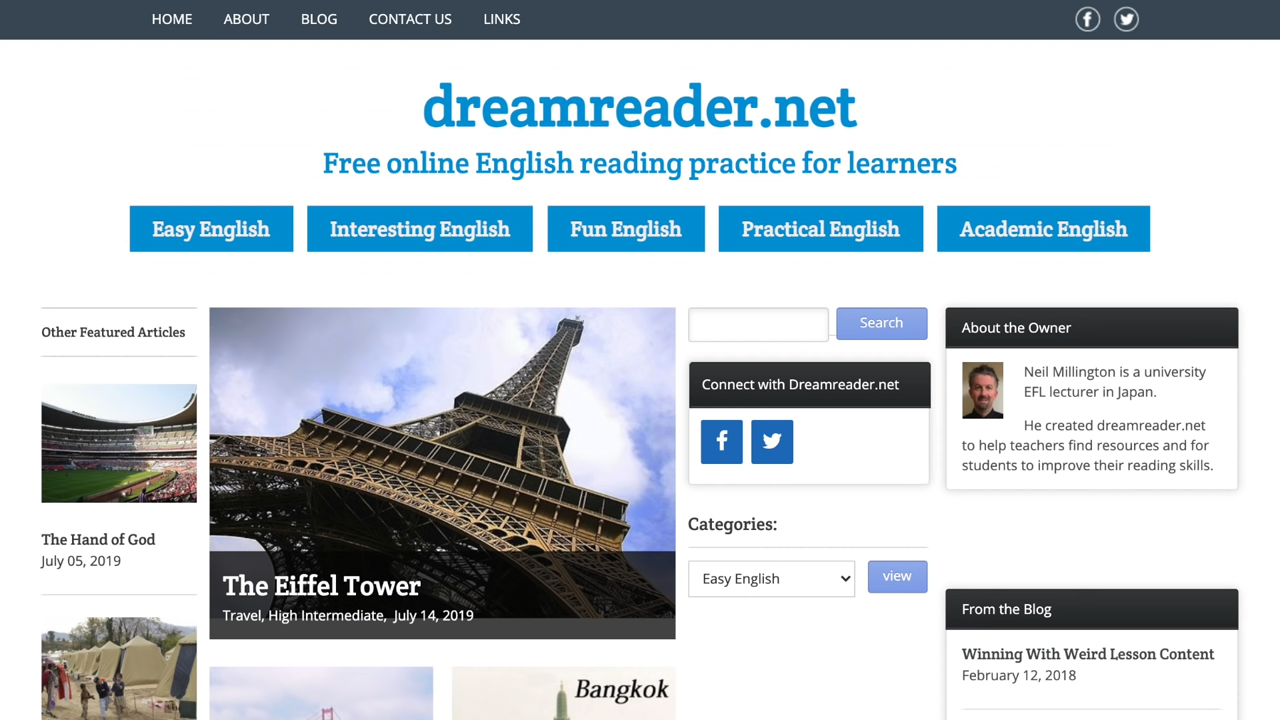 HOME ABOUT BLOG CONTACT US LINKS
dreamreader.net
Free online English reading practice for learners
Easy English Interesting English Fun English Practical English Academic English
Other Featured Articles
The Hand of God
July 05, 2019
The Eiffel Tower
Travel, High Intermediate, July 14, 2019
Bangkok
Search
Connect with Dreamreader.net
Categories:
Easy English view
About the Owner
Neil Millington is a university
EFL lecturer in Japan.
He created dreamreader.net
to help teachers find resources and for
students to improve their reading skills.
From the Blog
Winning With Weird Lesson Content
February 12, 2018